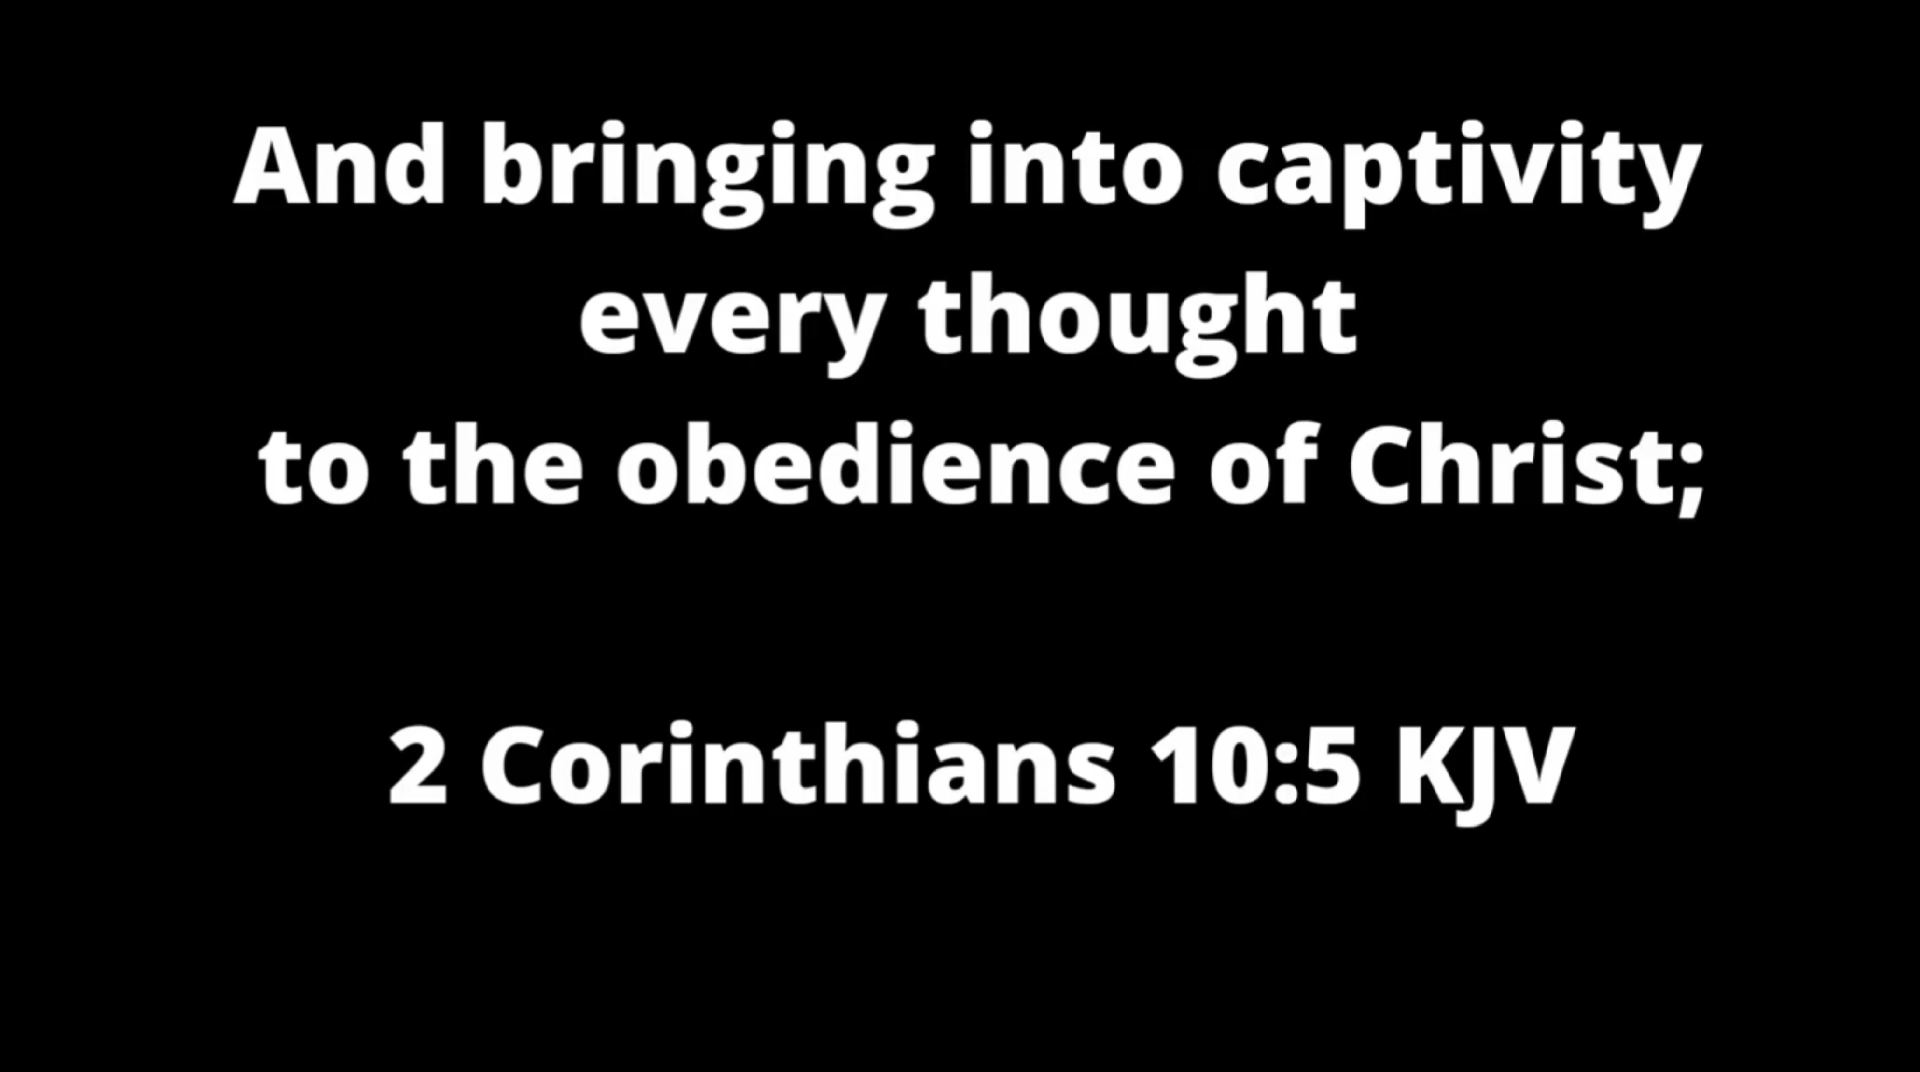 And bringing into captivity
every thought
to the obedience of Christ;
2 Corinthians 10:5 KJV